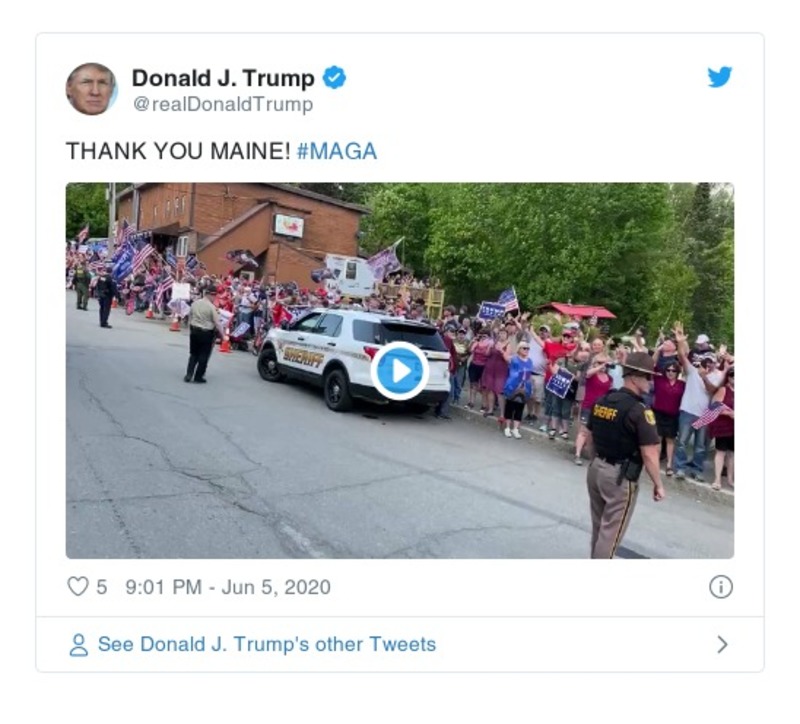 Donald J. Trump
@realDonaldTrump
THANK YOU MAINE! #MAGA
SHERIFF
SHERIFF
5 9:01 PM - Jun 5, 2020
See Donald J. Trump's other Tweets